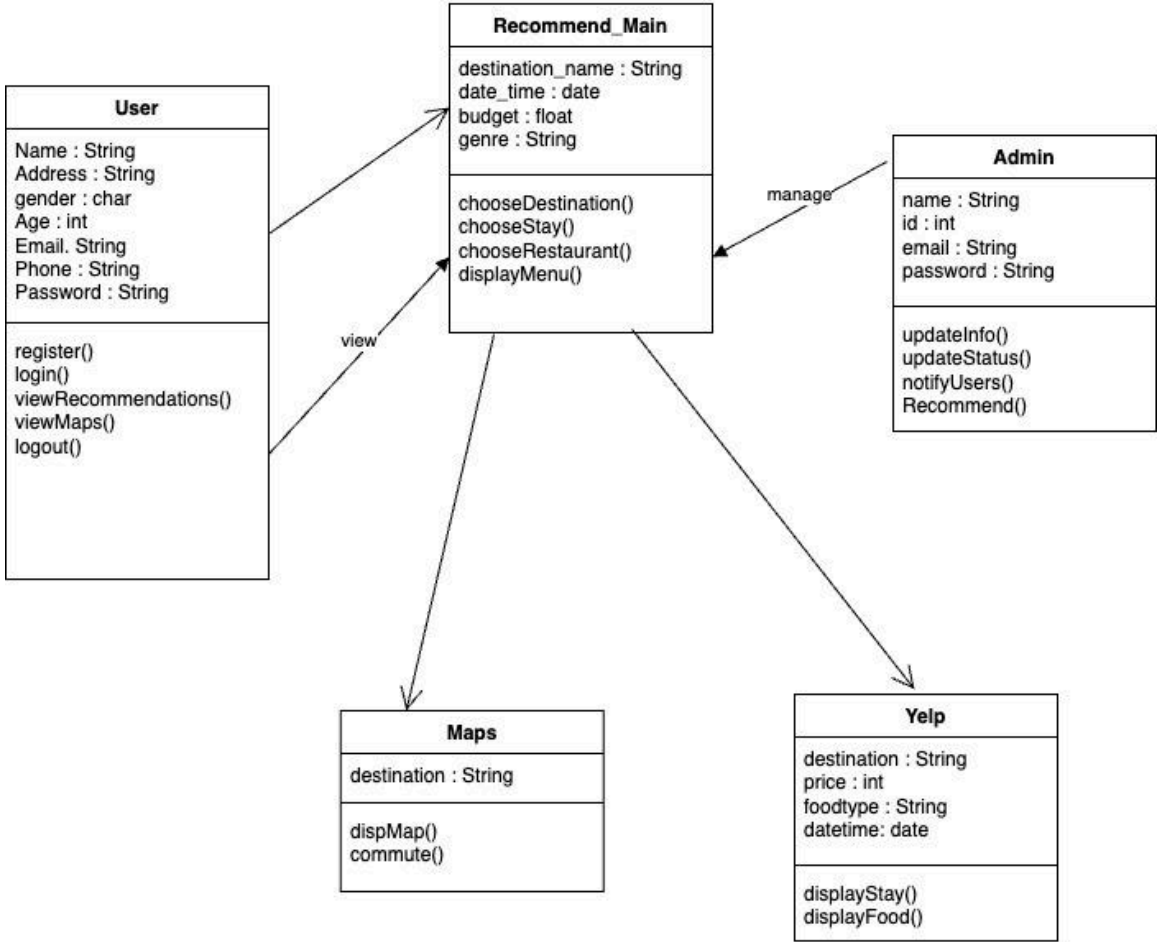 Recommend_Main
destination_name : String
date_time : date
budget : float
genre : String
chooseDestination()
chooseStay()
chooseRestaurant()
displayMenu()
User
Name : String
Address : String
gender : char
Age : int
Email. String
Phone : String
Password : String
register()
login()
viewRecommendations()
viewMaps()
logout()
view
manage
Admin
name : String
id : int
email : String
password : String
updateInfo()
updateStatus()
notifyUsers()
Recommend()
Maps
destination : String
dispMap()
commute()
Yelp
destination : String
price : int
foodtype : String
datetime: date
displayStay()
displayFood()